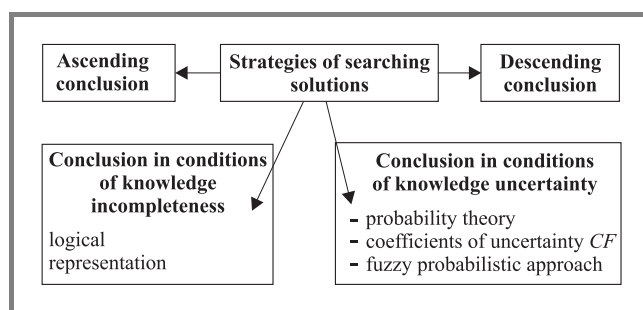 Ascending
conclusion
Strategies of searching
solutions
Descending
conclusion
Conclusion in conditions
of knowledge
incompleteness
logical
representation
Conclusion in conditions
of knowledge uncertainty
- probability theory
- coefficients of uncertainty CF
- fuzzy probabilistic approach